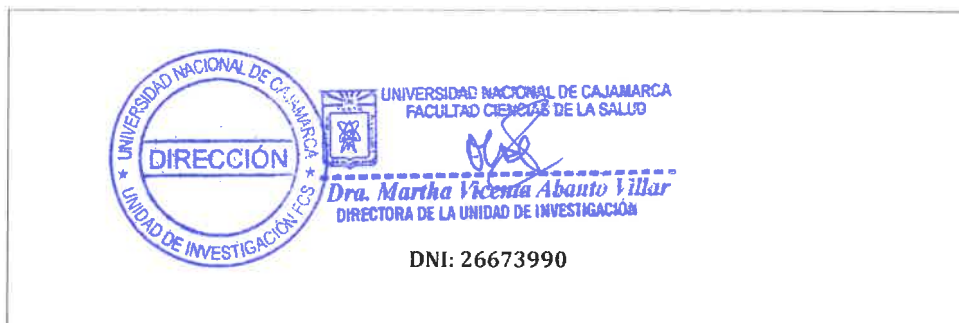 UNIVERSIDAD NACIONAL DE CAJAMARCA
DIRECCIÓN
UNIDAD DE INVESTIGACIÓN FCS
UNIVERSIDAD NACIONAL DE CAJAMARCA
FACULTAD CIENCIAS DE LA SALUD
Dra. Martha Vicenta Abanto Villar
DIRECTORA DE LA UNIDAD DE INVESTIGACIÓN
DNI: 26673990